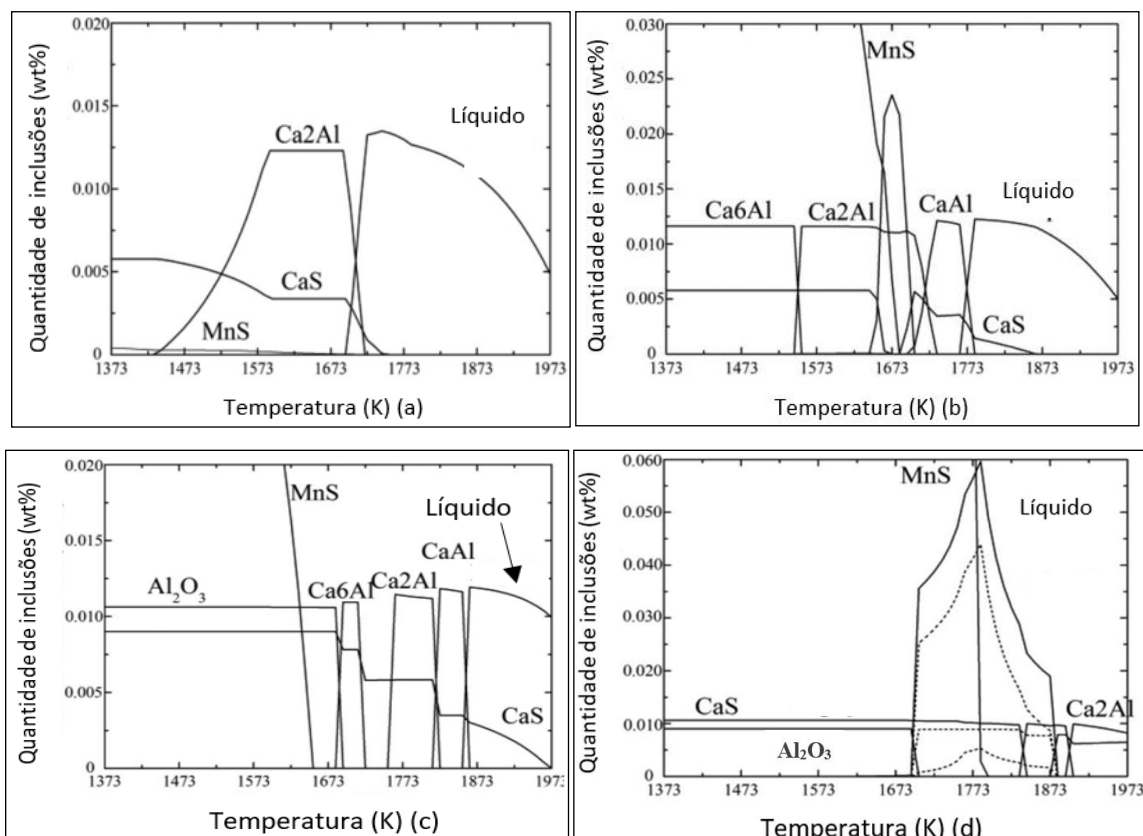 Quantidade de inclusões (wt%)
0.020
0.015
0.010
0.005
0
Ca2Al
Líquido
CaS
MnS
1373 1473 1573 1673 1773 1873 1973
Temperatura (K) (a)
Quantidade de inclusões (wt%)
0.030
0.025
0.020
0.015
0.010
0.005
0
MnS
Ca6Al Ca2Al CaAl Líquido
CaS
1373 1473 1573 1673 1773 1873 1973
Temperatura (K) (b)
Quantidade de inclusões (wt%)
0.020
0.015
0.010
0.005
0
MnS
Líquido
CaAl
Al2O3 Ca6Al Ca2Al
CaS
1373 1473 1573 1673 1773 1873 1973
Temperatura (K) (c)
Quantidade de inclusões (wt%)
0.060
0.050
0.040
0.030
0.020
0.010
0
MnS
Líquido
CaS Ca2Al
Al₂O₃
1373 1473 1573 1673 1773 1873 1973
Temperatura (K) (d)